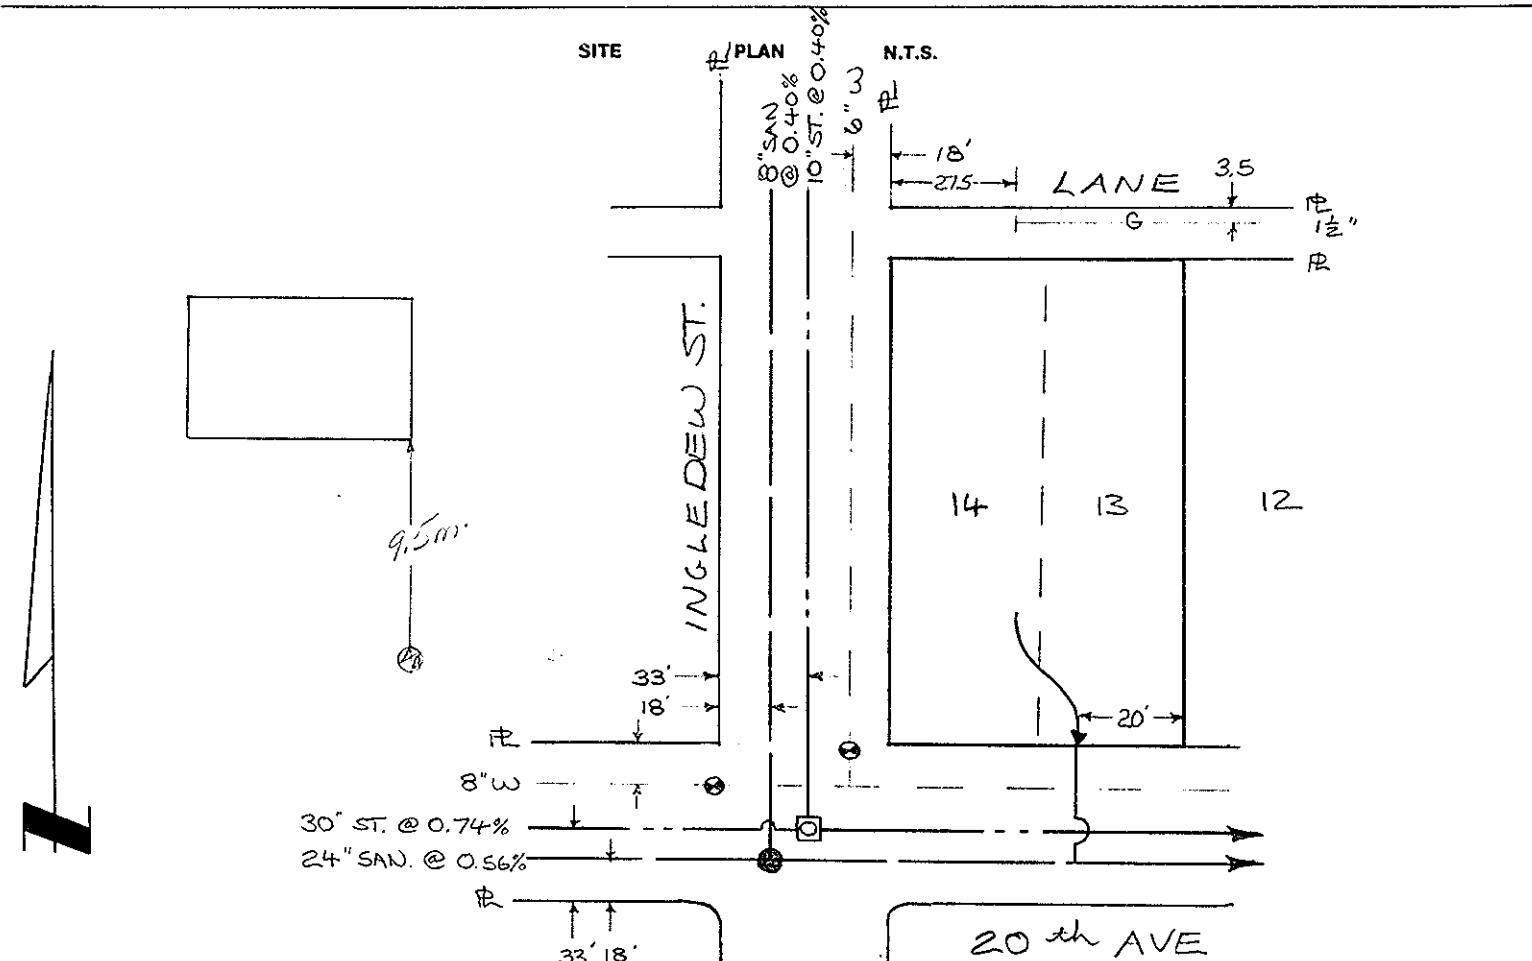 SITE PLAN N.T.S.
8" SAN
@ 0.40%
10" ST. @ 0.40%
6" W
18'
27.5
LANE
3.5
G
1½"
INGLEDEW ST.
9.5m
14
13
12
33'
18'
20'
8" W
30" ST. @ 0.74%
24" SAN. @ 0.56%
33' 18'
20th AVE